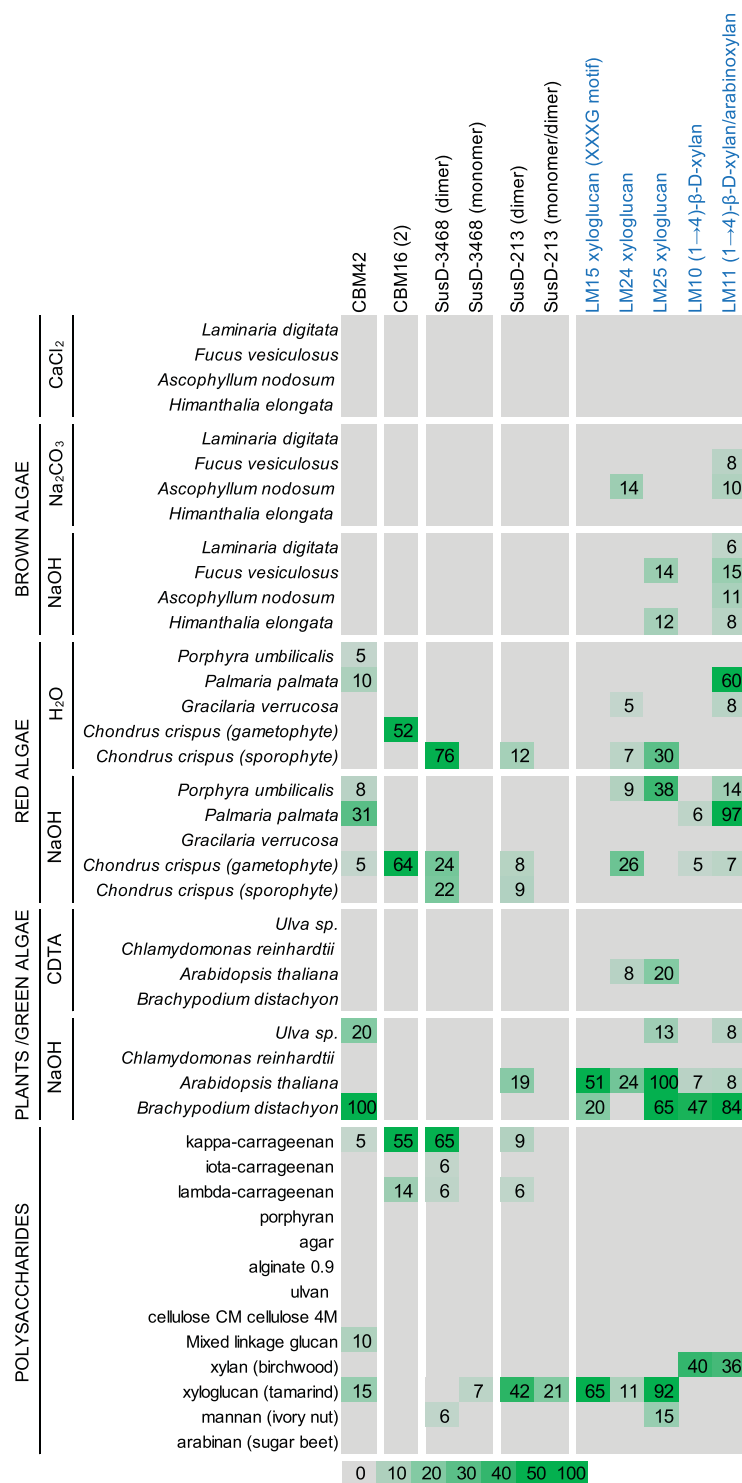 CBM42
CBM16 (2)
SusD-3468 (dimer)
SusD-3468 (monomer)
SusD-213 (dimer)
SusD-213 (monomer/dimer)
LM15 xyloglucan (XXXG motif)
LM24 xyloglucan
LM25 xyloglucan
LM10 (1→4)-β-D-xylan
LM11 (1→4)-β-D-xylan/arabinoxylan
BROWN ALGAE
CaCl₂
Laminaria digitata
Fucus vesiculosus
Ascophyllum nodosum
Himanthalia elongata
Na₂CO₃
Laminaria digitata
Fucus vesiculosus 8
Ascophyllum nodosum 14 10
Himanthalia elongata
NaOH
Laminaria digitata 6
Fucus vesiculosus 14 15
Ascophyllum nodosum 11
Himanthalia elongata 12 8
RED ALGAE
H₂O
Porphyra umbilicalis 5
Palmaria palmata 10 60
Gracilaria verrucosa 5 8
Chondrus crispus (gametophyte) 52
Chondrus crispus (sporophyte) 76 12 7 30
NaOH
Porphyra umbilicalis 8 9 38 14
Palmaria palmata 31 6 97
Gracilaria verrucosa
Chondrus crispus (gametophyte) 5 64 24 8 26 5 7
Chondrus crispus (sporophyte) 22 9
PLANTS /GREEN ALGAE
CDTA
Ulva sp.
Chlamydomonas reinhardtii
Arabidopsis thaliana 8 20
Brachypodium distachyon
NaOH
Ulva sp. 20 13 8
Chlamydomonas reinhardtii
Arabidopsis thaliana 19 51 24 100 7 8
Brachypodium distachyon 100 20 65 47 84
POLYSACCHARIDES
kappa-carrageenan 5 55 65 9
iota-carrageenan 6
lambda-carrageenan 14 6 6
porphyran
agar
alginate 0.9
ulvan
cellulose CM cellulose 4M
Mixed linkage glucan 10
xylan (birchwood) 40 36
xyloglucan (tamarind) 15 7 42 21 65 11 92
mannan (ivory nut) 6 15
arabinan (sugar beet)
0 10 20 30 40 50 100